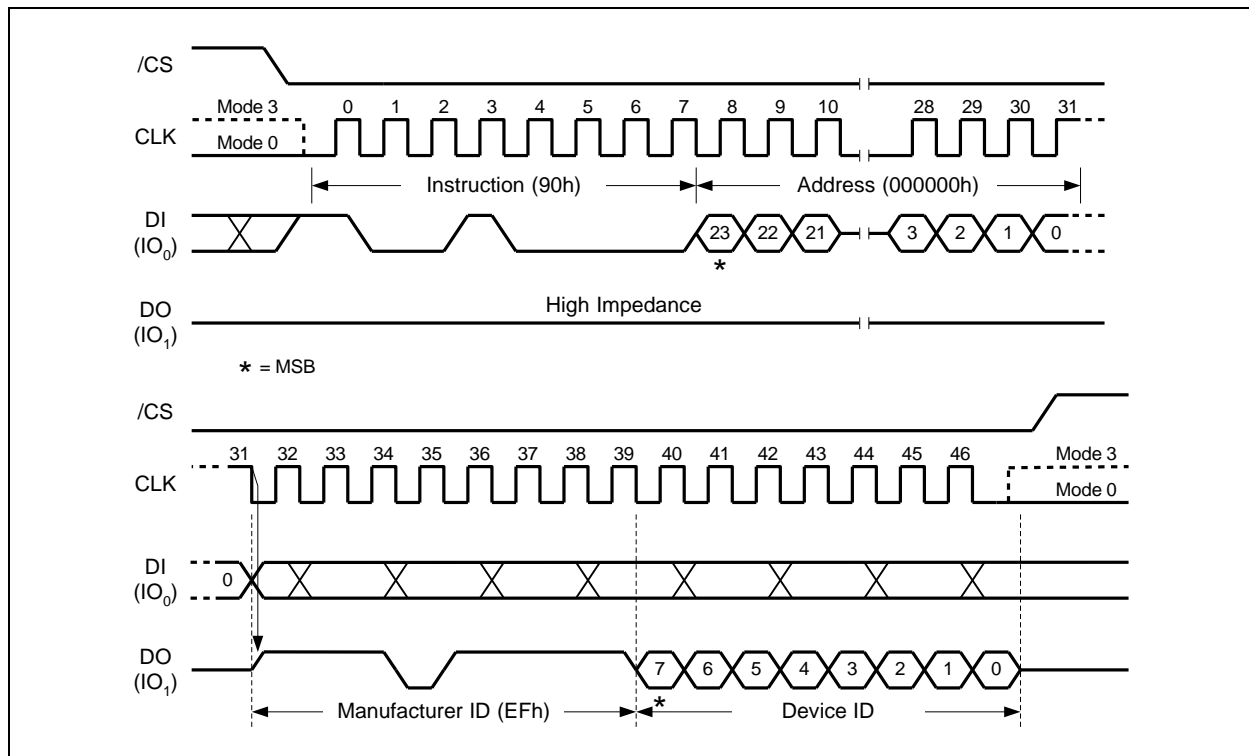 /CS
Mode 3
0 1 2 3 4 5 6 7 8 9 10 28 29 30 31
CLK
Mode 0
Instruction (90h) Address (000000h)
DI
(IO0)
23 22 21 3 2 1 0
*
High Impedance
DO
(IO1)
* = MSB
/CS
31 32 33 34 35 36 37 38 39 40 41 42 43 44 45 46
Mode 3
CLK
Mode 0
DI
(IO0)
0
DO
(IO1)
7 6 5 4 3 2 1 0
*
Manufacturer ID (EFh) Device ID